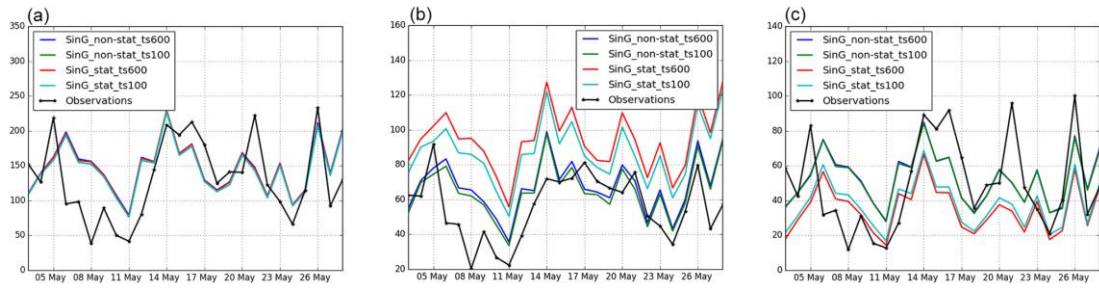 (a)
350
300
250
200
150
100
50
0
SinG_non-stat_ts600
SinG_non-stat_ts100
SinG_stat_ts600
SinG_stat_ts100
Observations
05 May 08 May 11 May 14 May 17 May 20 May 23 May 26 May
(b)
160
140
120
100
80
60
40
20
SinG_non-stat_ts600
SinG_non-stat_ts100
SinG_stat_ts600
SinG_stat_ts100
Observations
05 May 08 May 11 May 14 May 17 May 20 May 23 May 26 May
(c)
140
120
100
80
60
40
20
0
SinG_non-stat_ts600
SinG_non-stat_ts100
SinG_stat_ts600
SinG_stat_ts100
Observations
05 May 08 May 11 May 14 May 17 May 20 May 23 May 26 May